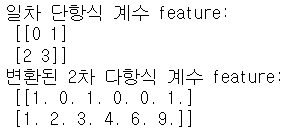 일차 단항식 계수 feature:
[[0 1]
[2 3]]
변환된 2차 다항식 계수 feature:
[[1. 0. 1. 0. 0. 1.]
[1. 2. 3. 4. 6. 9.]]